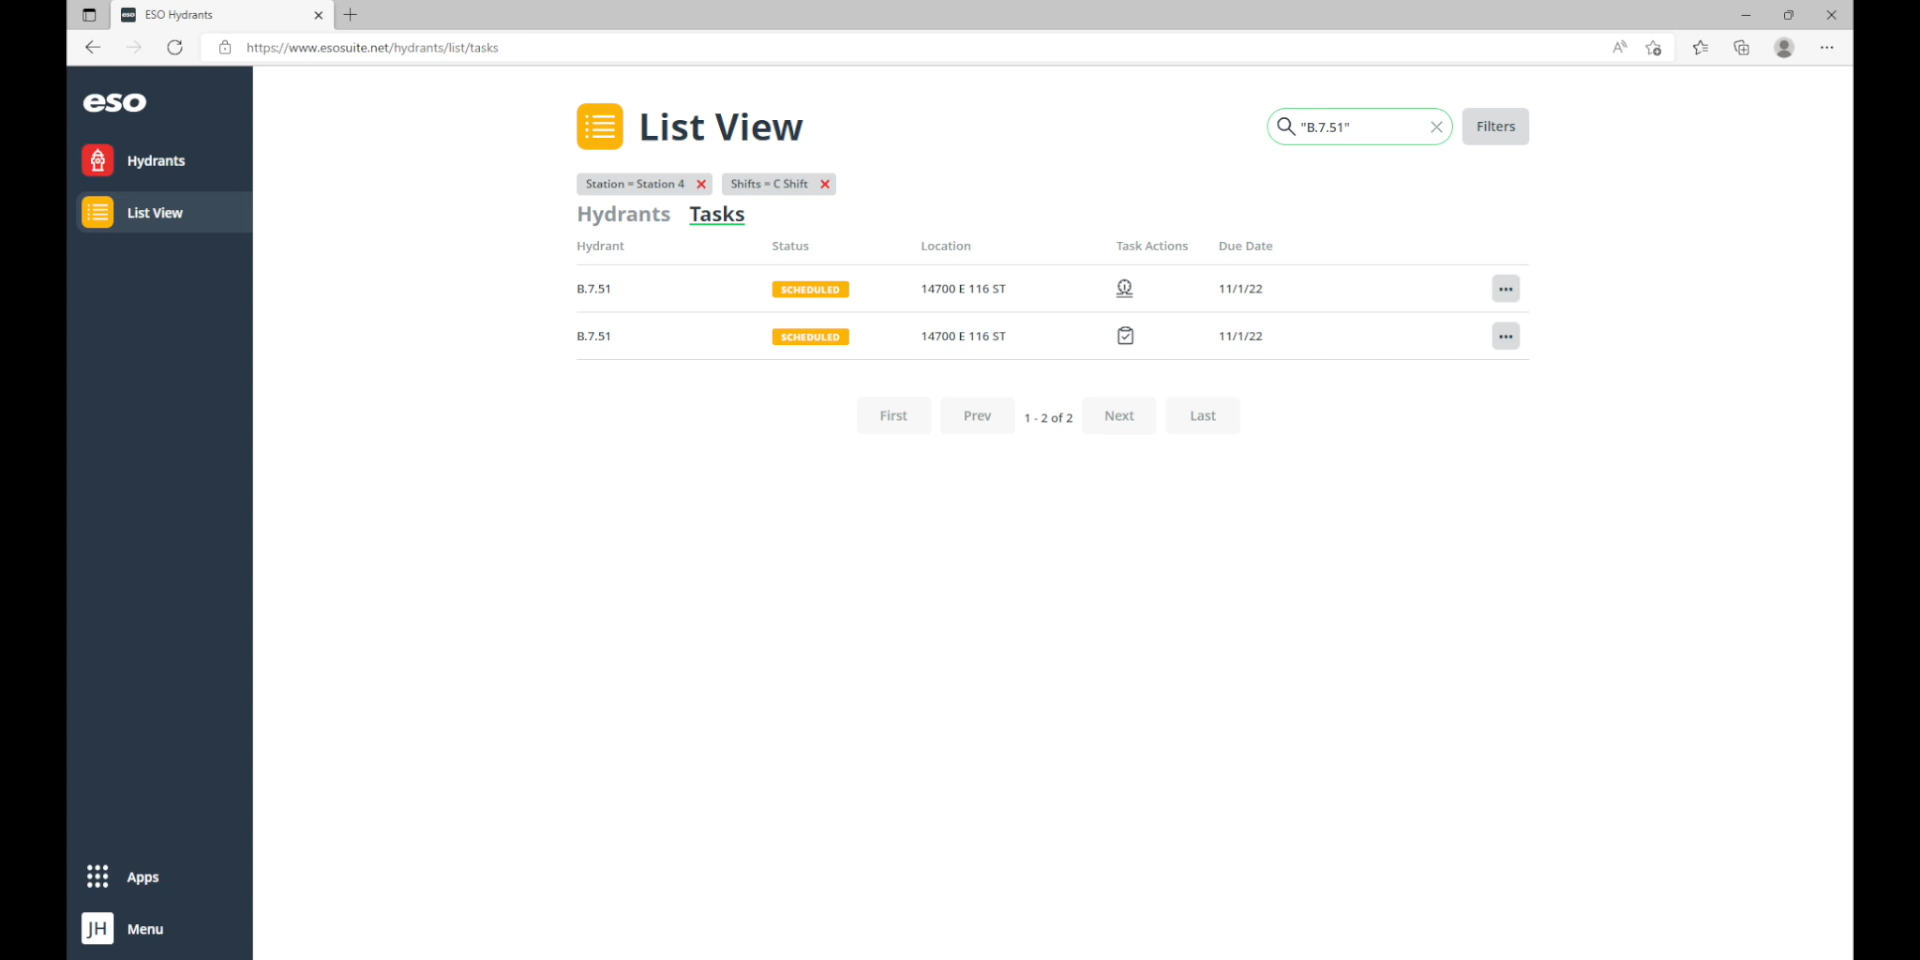 eso ESO Hydrants
https://www.esosuite.net/hydrants/list/tasks
eso
Hydrants
List View
Apps
JH Menu
List View
"B.7.51"
Filters
Station = Station 4
Shifts = C Shift
Hydrants Tasks
Hydrant Status Location Task Actions Due Date
B.7.51 SCHEDULED 14700 E 116 ST 11/1/22
B.7.51 SCHEDULED 14700 E 116 ST 11/1/22
First Prev 1 - 2 of 2 Next Last